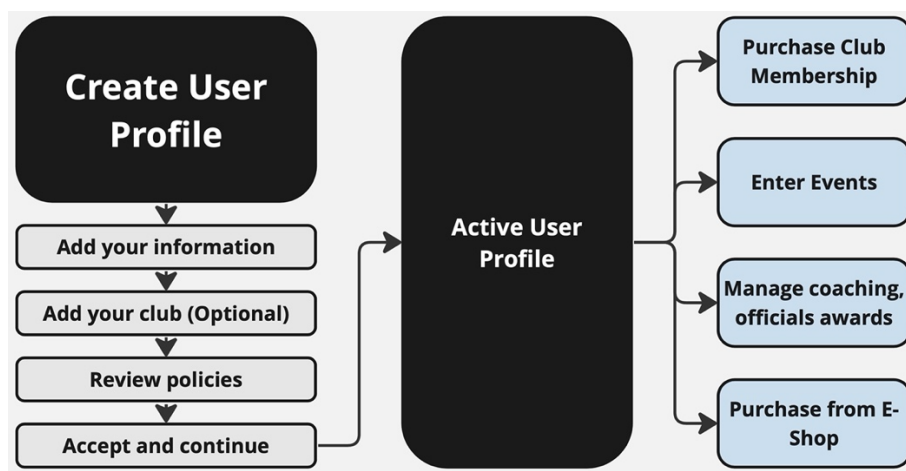 Create User
Profile
Add your information
Add your club (Optional)
Review policies
Accept and continue
Active User
Profile
Purchase Club
Membership
Enter Events
Manage coaching,
officials awards
Purchase from E-
Shop